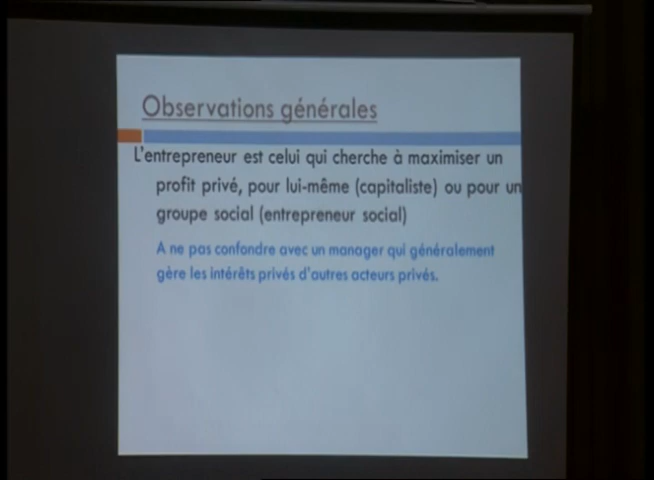 Observations générales
L'entrepreneur est celui qui cherche à maximiser un
profit privé, pour lui-même (capitaliste) ou pour un
groupe social (entrepreneur social)
A ne pas confondre avec un manager qui généralement
gère les intérêts privés d'autres acteurs privés.